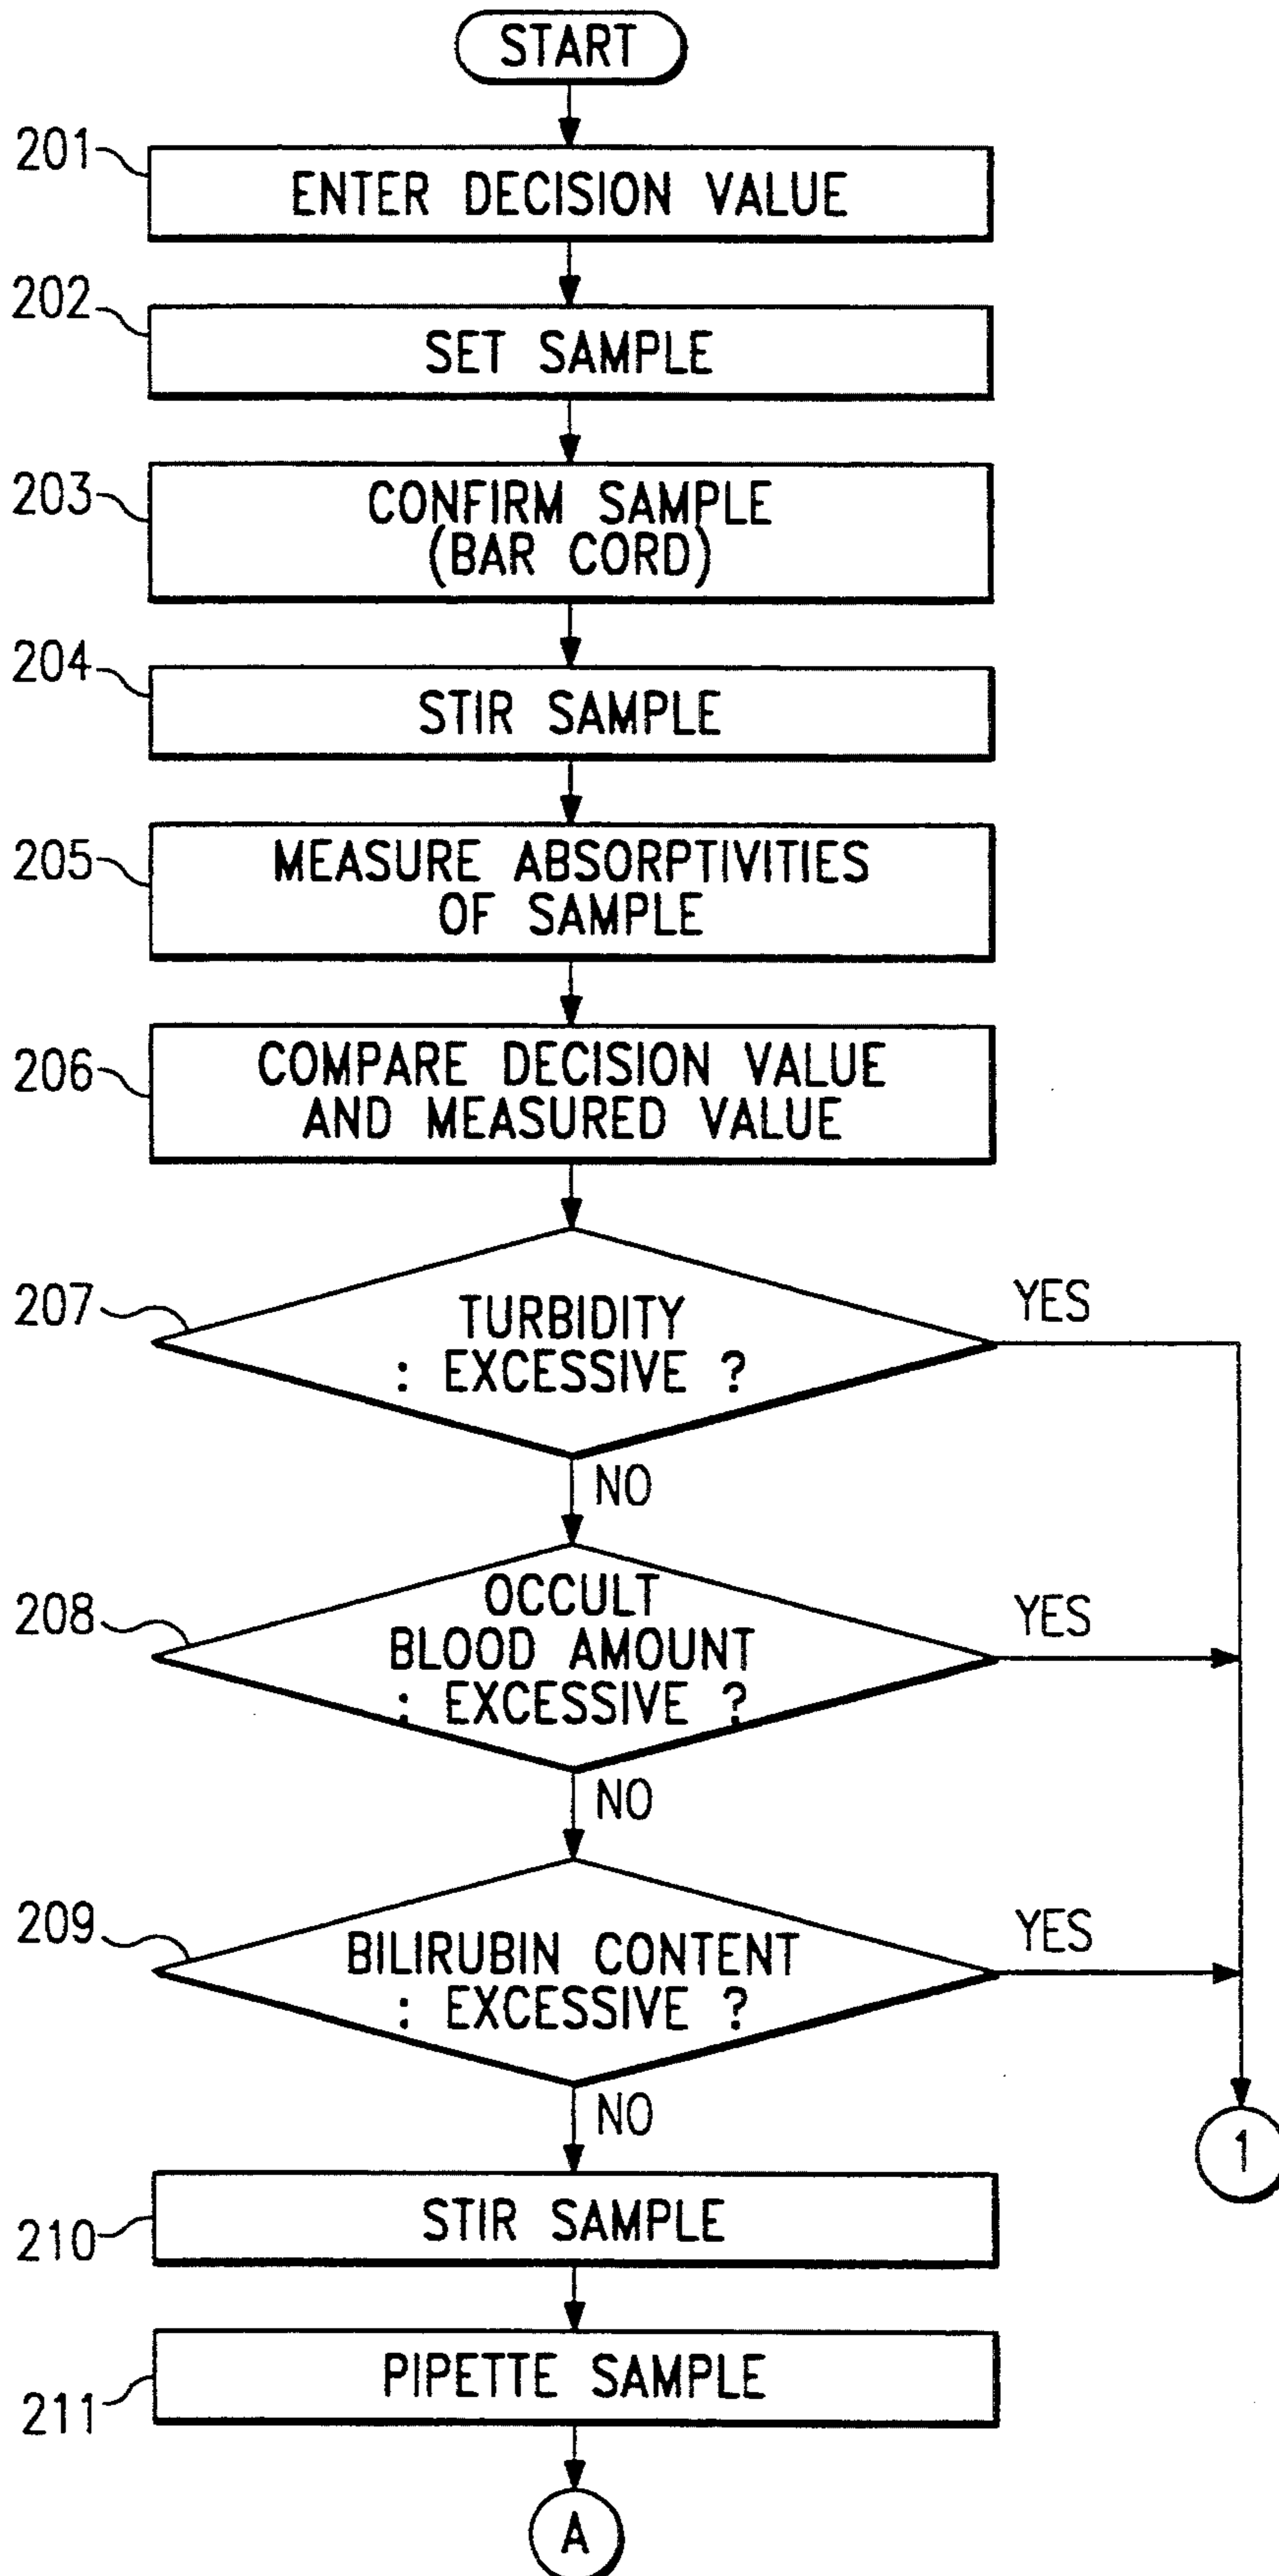 START
201
ENTER DECISION VALUE
202
SET SAMPLE
203
CONFIRM SAMPLE
(BAR CORD)
204
STIR SAMPLE
205
MEASURE ABSORPTIVITIES
OF SAMPLE
206
COMPARE DECISION VALUE
AND MEASURED VALUE
207
TURBIDITY
: EXCESSIVE ?
YES
NO
208
OCCULT
BLOOD AMOUNT
: EXCESSIVE ?
YES
NO
209
BILIRUBIN CONTENT
: EXCESSIVE ?
YES
NO
1
210
STIR SAMPLE
211
PIPETTE SAMPLE
A